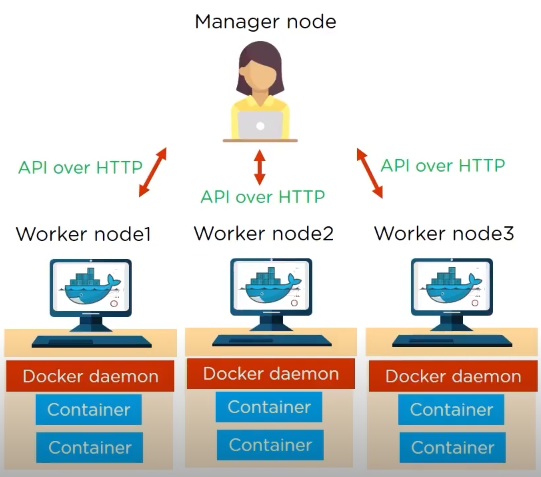 Manager node
API over HTTP
API over HTTP
API over HTTP
Worker node1
Worker node2
Worker node3
Docker daemon
Docker daemon
Docker daemon
Container
Container
Container
Container
Container
Container